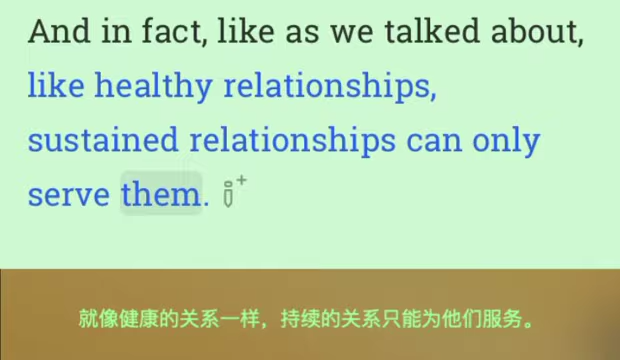 And in fact, like as we talked about,
like healthy relationships,
sustained relationships can only
serve them.
就像健康的关系一样，持续的关系只能为他们服务。